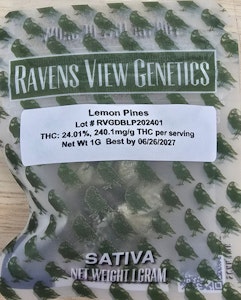 RAVENS VIEW GENETICS
Lemon Pines
Lot # RVGDBLP202401
THC: 24.01%, 240.1mg/g THC per serving
Net Wt 1G Best by 06/26/2027
SATIVA
NET WEIGHT 1 GRAM